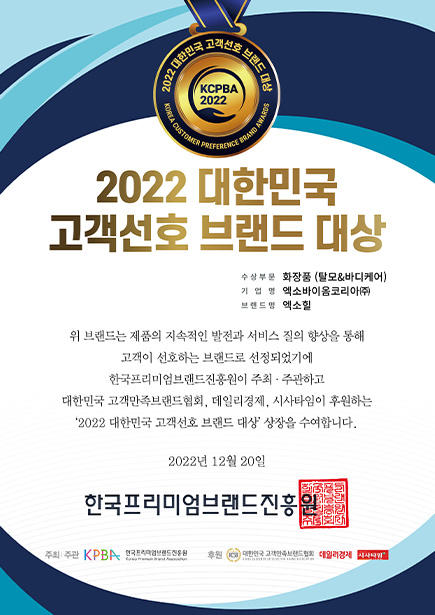 2022 대한민국 고객선호 브랜드 대상
KCPBA
2022
KOREA CUSTOMER PREFERENCE BRAND AWARDS
2022 대한민국
고객선호 브랜드 대상
수상부문 화장품 (탈모&바디케어)
기업명 엑소바이옴코리아㈜
브랜드명 엑소힐
위 브랜드는 제품의 지속적인 발전과 서비스 질의 향상을 통해
고객이 선호하는 브랜드로 선정되었기에
한국프리미엄브랜드진흥원이 주최·주관하고
대한민국 고객만족브랜드협회, 데일리경제, 시사타임이 후원하는
‘2022 대한민국 고객선호 브랜드 대상’ 상장을 수여합니다.
2022년 12월 20일
한국프리미엄브랜드진흥원
주최|주관 KPBA 한국프리미엄브랜드진흥원 후원 대한민국 고객만족브랜드협회 데일리경제 시사타임
Korea Premium Brand Association